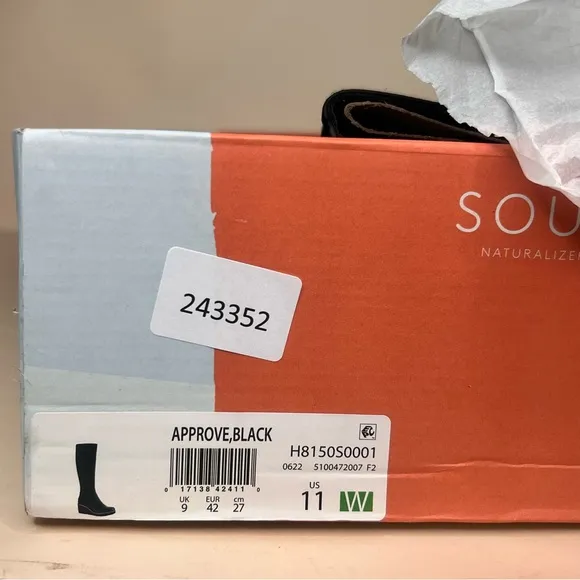 SOU
NATURALIZER
243352
APPROVE,BLACK
H8150S0001
0622 5100472007 F2
0 17138 42411 0
UK EUR cm US
9 42 27 11 W